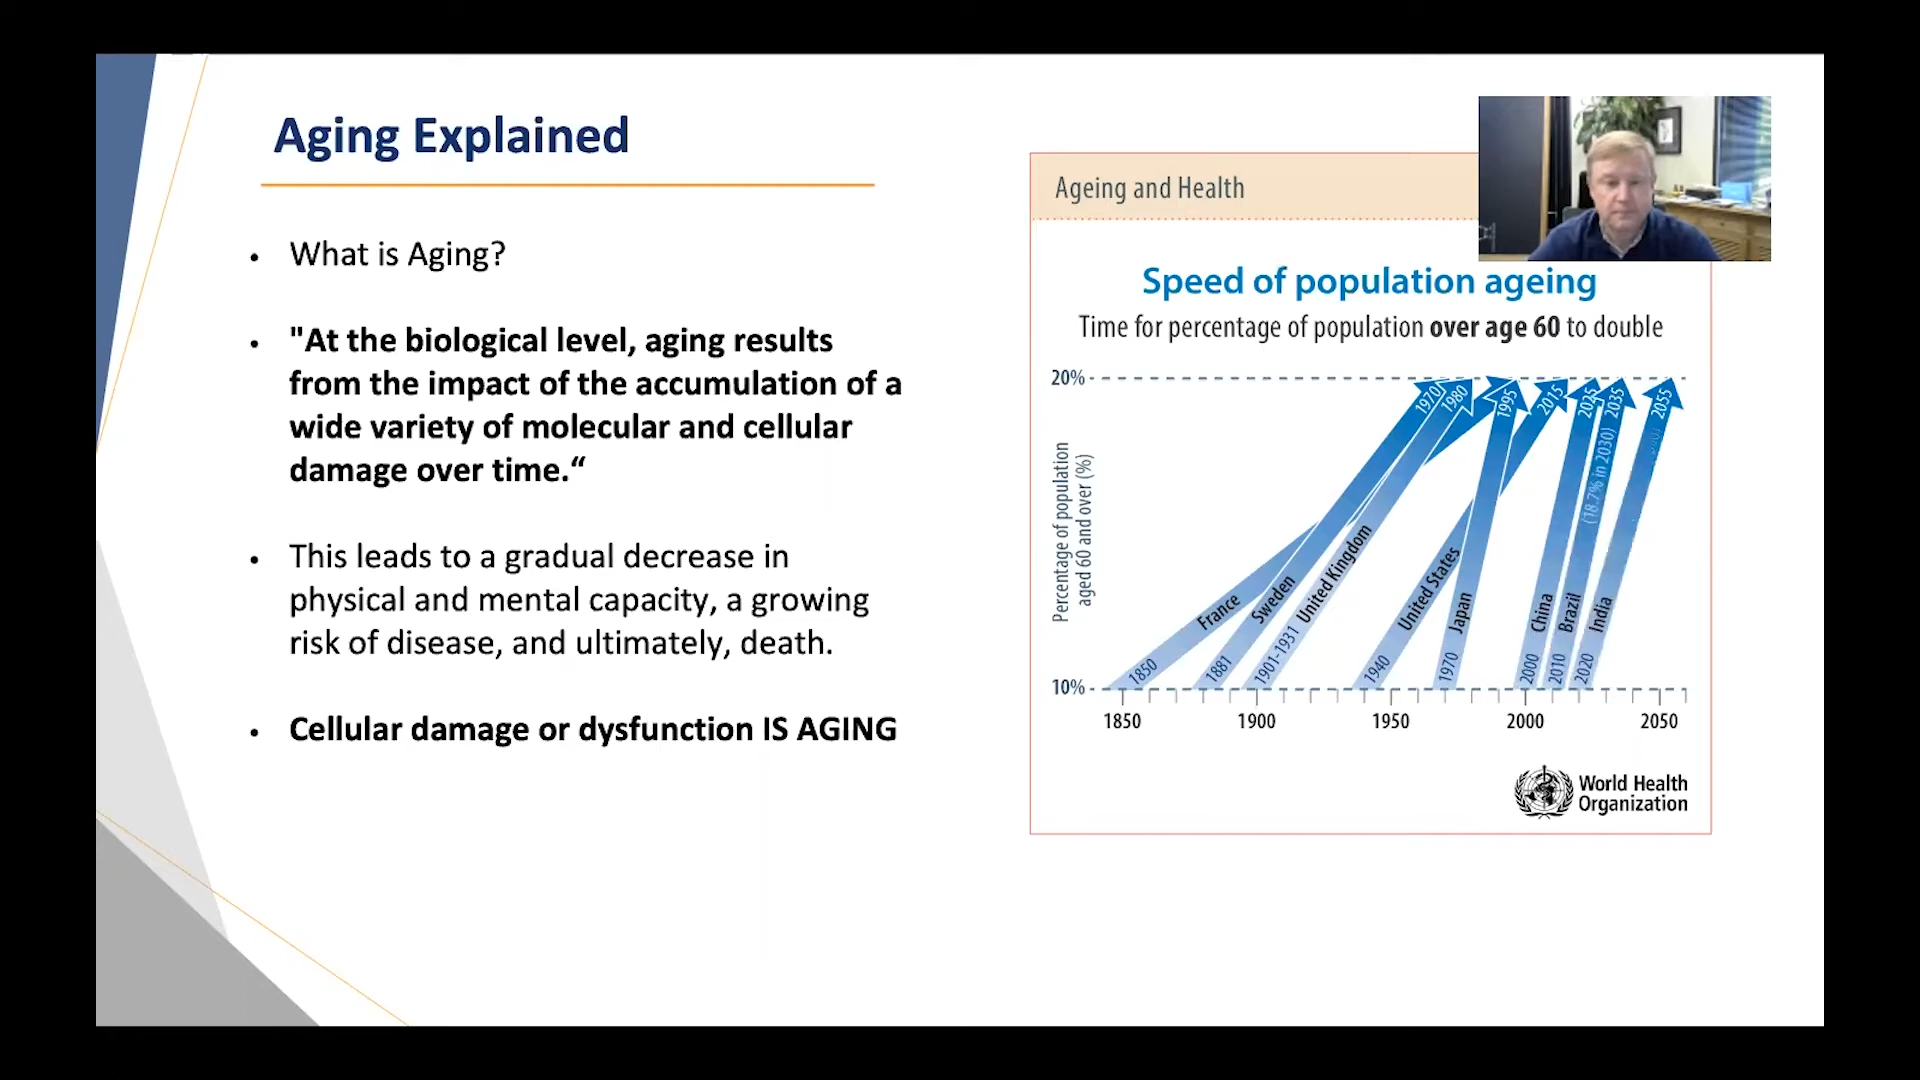 Aging Explained
What is Aging?
"At the biological level, aging results
from the impact of the accumulation of a
wide variety of molecular and cellular
damage over time.“
This leads to a gradual decrease in
physical and mental capacity, a growing
risk of disease, and ultimately, death.
Cellular damage or dysfunction IS AGING
Ageing and Health
Speed of population ageing
Time for percentage of population over age 60 to double
Percentage of population
aged 60 and over (%)
20%
10%
1970
1980
1995
2015
2025
2035
2055
(18.7% in 2030)
France
Sweden
United Kingdom
United States
Japan
China
Brazil
India
1850
1881
1901-1931
1940
1970
2000
2010
2020
1850
1900
1950
2000
2050
World Health
Organization